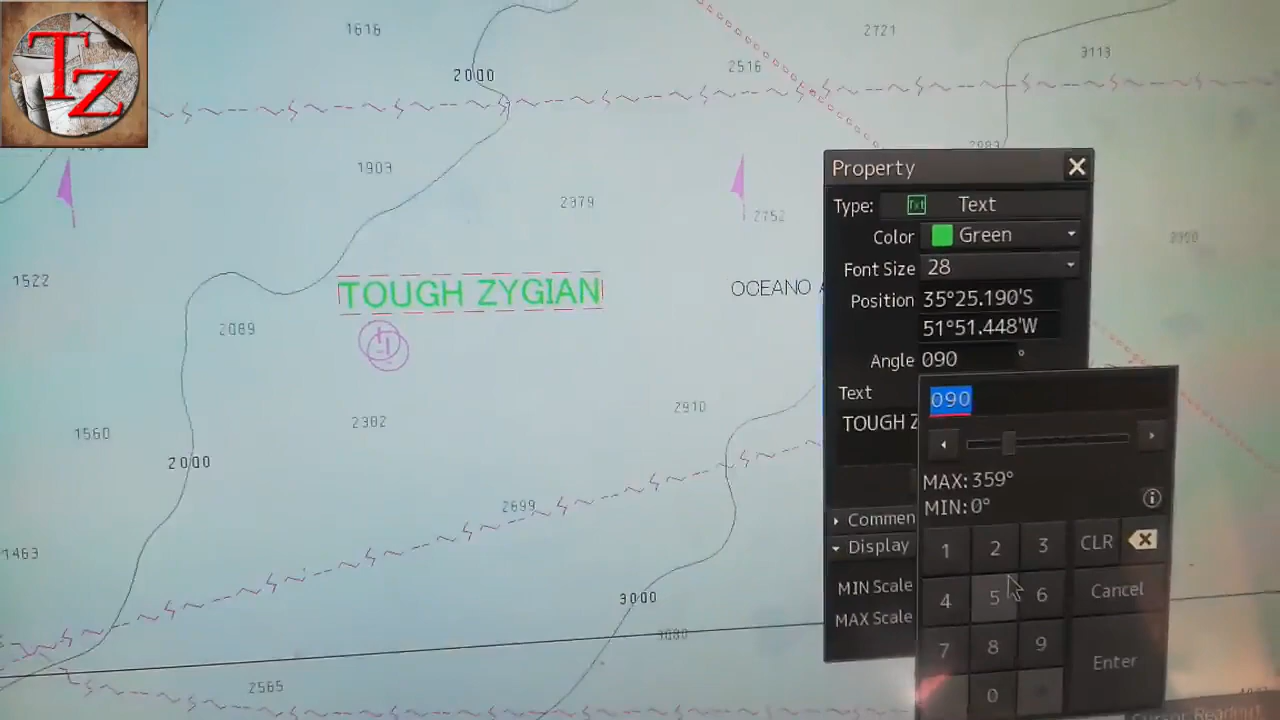 TZ
1616
2721
3113
2000
2516
2983
1903
Property
2379
Type: Txt Text
2752
Color Green
1522
Font Size 28
OCEANO
Position 35°25.190'S
TOUGH ZYGIAN
51°51.448'W
2089
Angle 090 °
Text
090
TOUGH Z
2910
2302
1560
2000
MAX:359°
MIN:0°
2699
Commen
1 2 3 CLR
Display
1463
MIN Scale
4 5 6 Cancel
3000
MAX Scale
7 8 9
Enter
2565
0